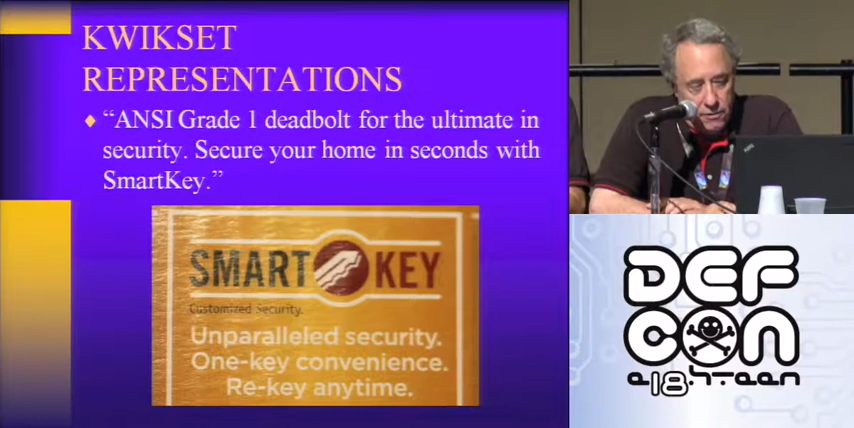 KWIKSET
REPRESENTATIONS
“ANSI Grade 1 deadbolt for the ultimate in
security. Secure your home in seconds with
SmartKey.”
SMART KEY
Customized Security.
Unparalleled security.
One-key convenience.
Re-key anytime.
DEF
CON
e18hteen